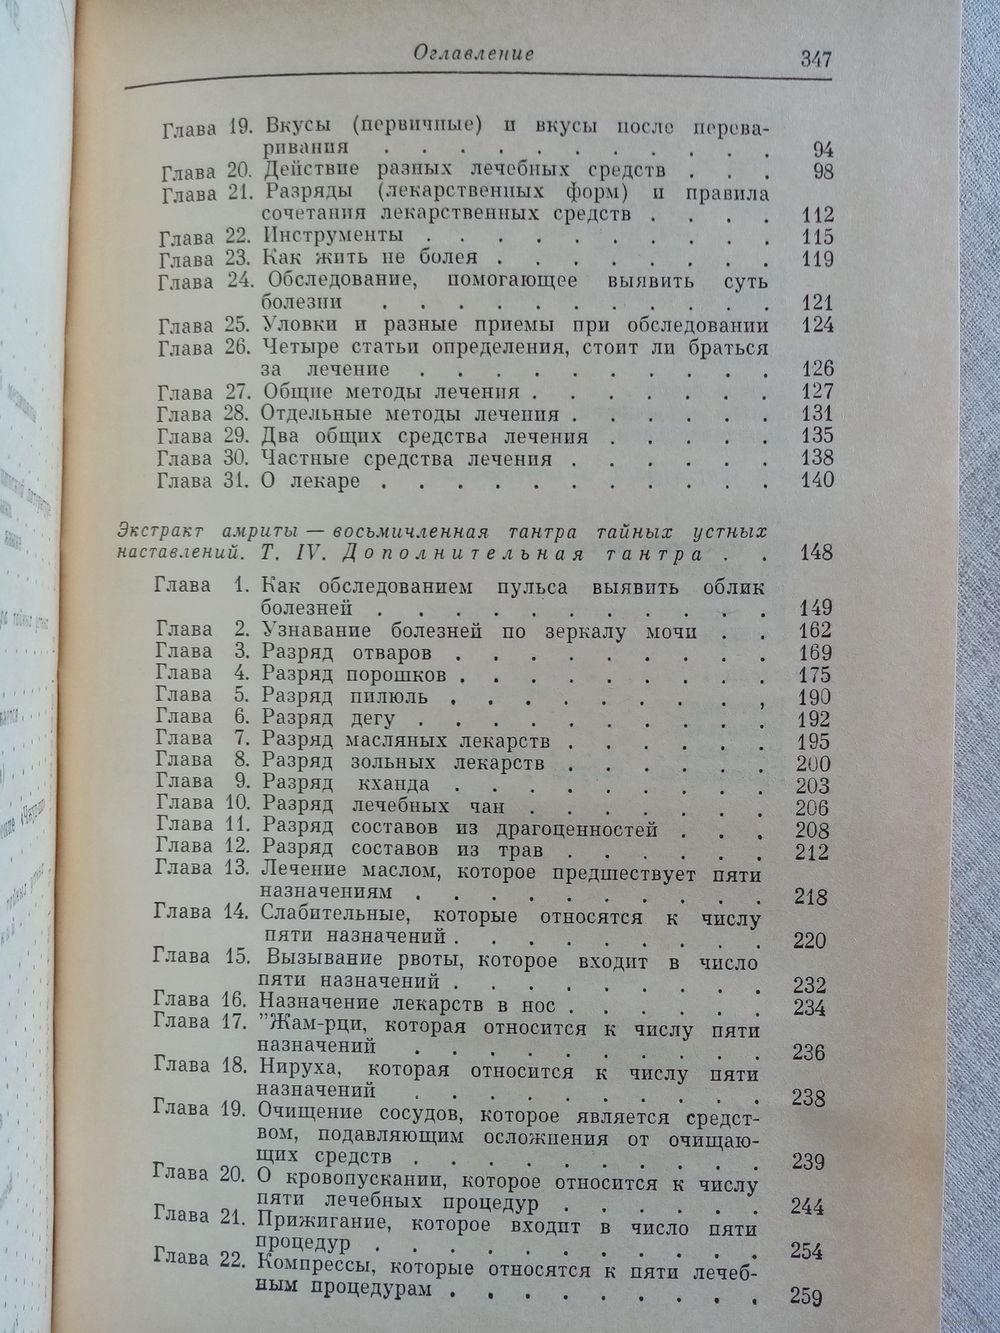 Оглавление 347
Глава 19. Вкусы (первичные) и вкусы после перева-
ривания . . . . . . . . . . . 94
Глава 20. Действие разных лечебных средств . . . 98
Глава 21. Разряды (лекарственных форм) и правила
сочетания лекарственных средств . . . . 112
Глава 22. Инструменты . . . . . . . . . 115
Глава 23. Как жить не болея . . . . . . . . 119
Глава 24. Обследование, помогающее выявить суть
болезни . . . . . . . . . . . 121
Глава 25. Уловки и разные приемы при обследовании 124
Глава 26. Четыре статьи определения, стоит ли браться
за лечение . . . . . . . . . . 126
Глава 27. Общие методы лечения . . . . . . . 127
Глава 28. Отдельные методы лечения . . . . . . 131
Глава 29. Два общих средства лечения . . . . . 135
Глава 30. Частные средства лечения . . . . . . 138
Глава 31. О лекаре . . . . . . . . . . . 140
Экстракт амриты — восьмичленная тантра тайных устных
наставлений. Т. IV. Дополнительная тантра . . 148
Глава 1. Как обследованием пульса выявить облик
болезней . . . . . . . . . . . 149
Глава 2. Узнавание болезней по зеркалу мочи . . 162
Глава 3. Разряд отваров . . . . . . . . . 169
Глава 4. Разряд порошков . . . . . . . . . 175
Глава 5. Разряд пилюль . . . . . . . . , 190
Глава 6. Разряд дегу . . . . . . . . . . 192
Глава 7. Разряд масляных лекарств . . . . . . 195
Глава 8. Разряд зольных лекарств . . . . . . 200
Глава 9. Разряд кханда . . . . . . . . . 203
Глава 10. Разряд лечебных чан . . . . . . . 206
Глава 11. Разряд составов из драгоценностей . . . 208
Глава 12. Разряд составов из трав . . . . . . 212
Глава 13. Лечение маслом, которое предшествует пяти
назначениям . . . . . . . . . . 218
Глава 14. Слабительные, которые относятся к числу
пяти назначений . . . . . . . . . 220
Глава 15. Вызывание рвоты, которое входит в число
пяти назначений . . . . . . . . . 232
Глава 16. Назначение лекарств в нос . . . . . . 234
Глава 17. "Жам-рци, которая относится к числу пяти
назначений . . . . . . . . . . 236
Глава 18. Нируха, которая относится к числу пяти
назначений . . . . . . . . . . 238
Глава 19. Очищение сосудов, которое является средст-
вом, подавляющим осложнения от очищаю-
щих средств . . . . . . . . . . 239
Глава 20. О кровопускании, которое относится к числу
пяти лечебных процедур . . . . . . 244
Глава 21. Прижигание, которое входит в число пяти
процедур . . . . . . . . . . . 254
Глава 22. Компрессы, которые относятся к пяти лечеб-
ным процедурам . . . . . . . . . 259